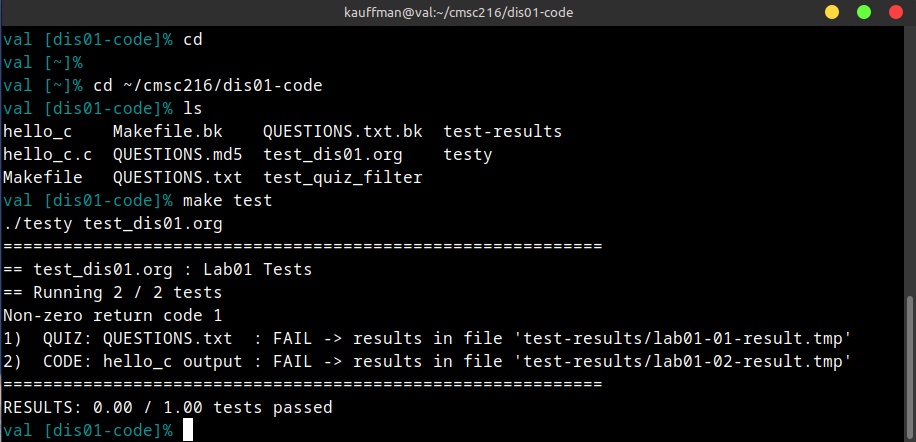 kauffman@val:~/cmsc216/dis01-code
val [dis01-code]% cd
val [~]%
val [~]% cd ~/cmsc216/dis01-code
val [dis01-code]% ls
hello_c    Makefile.bk    QUESTIONS.txt.bk  test-results
hello_c.c  QUESTIONS.md5  test_dis01.org    testy
Makefile   QUESTIONS.txt  test_quiz_filter
val [dis01-code]% make test
./testy test_dis01.org
============================================================
== test_dis01.org : Lab01 Tests
== Running 2 / 2 tests
Non-zero return code 1
1)  QUIZ: QUESTIONS.txt  : FAIL -> results in file 'test-results/lab01-01-result.tmp'
2)  CODE: hello_c output : FAIL -> results in file 'test-results/lab01-02-result.tmp'
============================================================
RESULTS: 0.00 / 1.00 tests passed
val [dis01-code]%